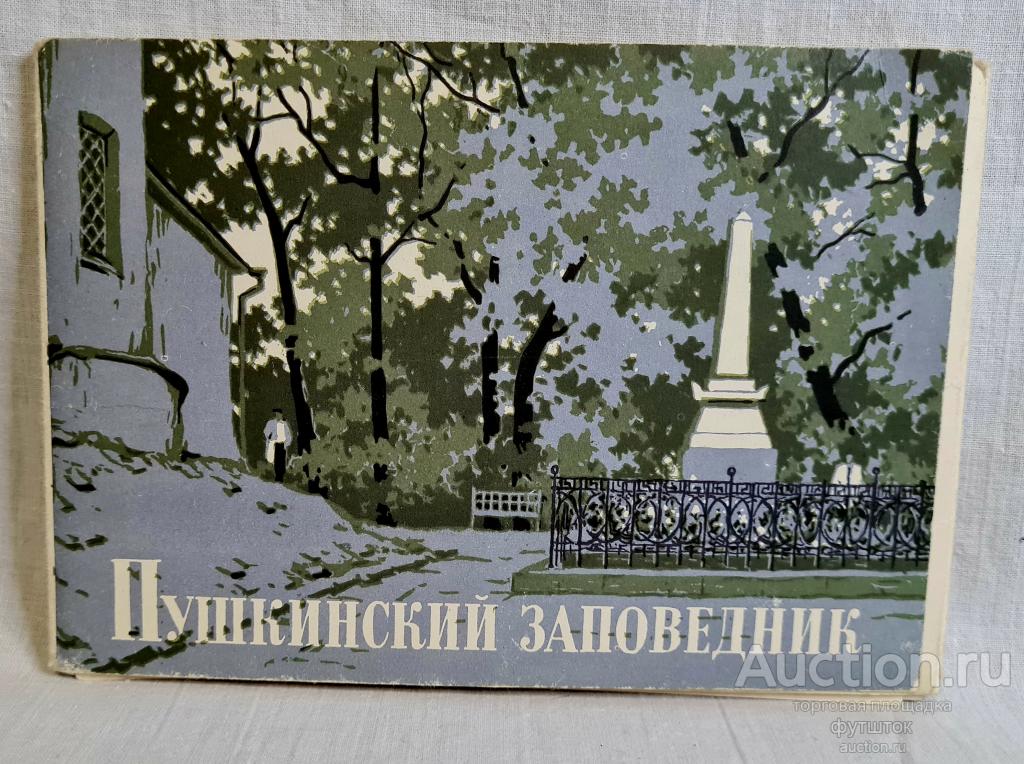 Пушкинский заповедник
Auction.ru
торговая площадка
футшток
auction.ru